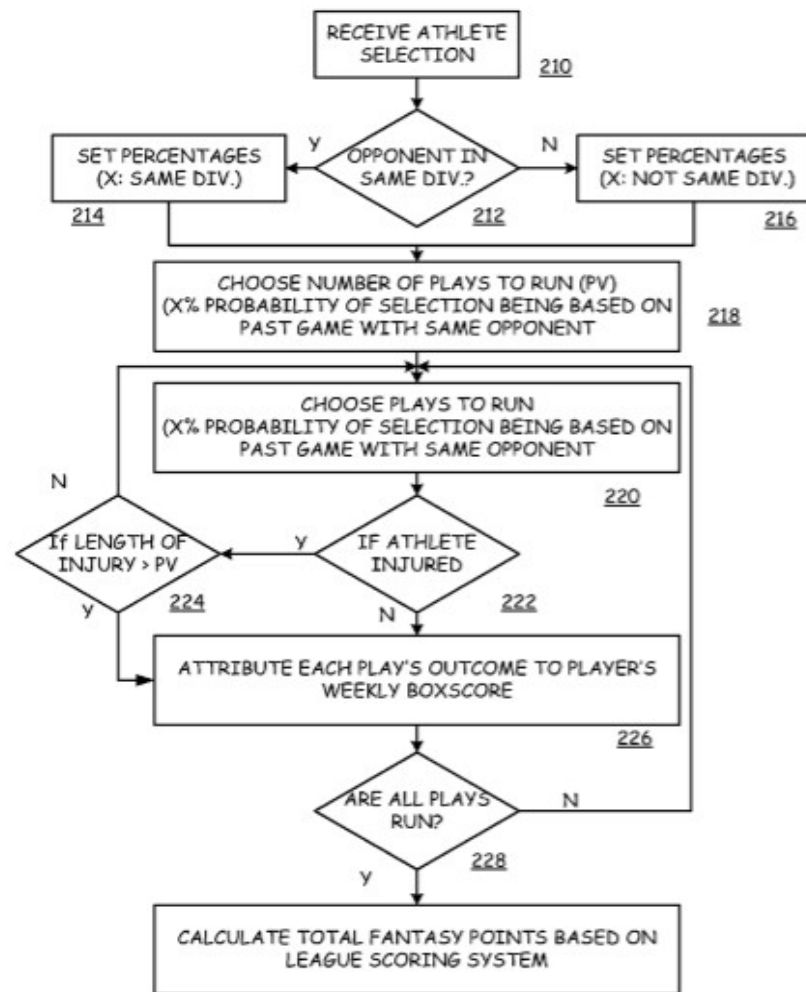 RECEIVE ATHLETE
SELECTION
210
Y
OPPONENT IN
SAME DIV.?
N
212
SET PERCENTAGES
(X: SAME DIV.)
214
SET PERCENTAGES
(X: NOT SAME DIV.)
216
CHOOSE NUMBER OF PLAYS TO RUN (PV)
(X% PROBABILITY OF SELECTION BEING BASED ON
PAST GAME WITH SAME OPPONENT
218
CHOOSE PLAYS TO RUN
(X% PROBABILITY OF SELECTION BEING BASED ON
PAST GAME WITH SAME OPPONENT
220
N
If LENGTH OF
INJURY > PV
Y
224
Y
IF ATHLETE
INJURED
N
222
ATTRIBUTE EACH PLAY'S OUTCOME TO PLAYER'S
WEEKLY BOXSCORE
226
ARE ALL PLAYS
RUN?
N
228
Y
CALCULATE TOTAL FANTASY POINTS BASED ON
LEAGUE SCORING SYSTEM